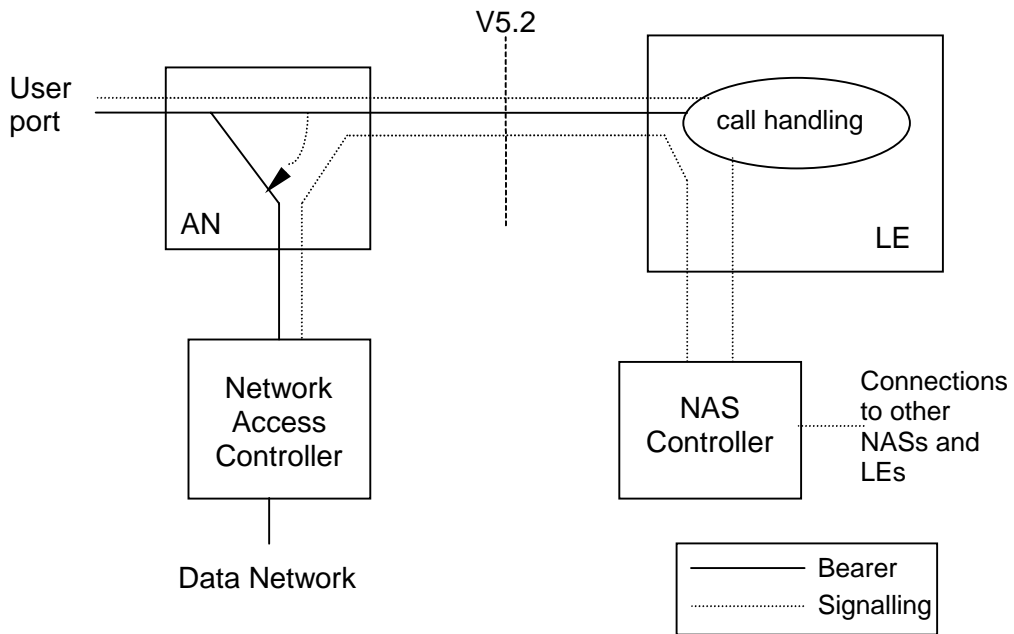 V5.2
User
port
call handling
AN
LE
Network
Access
Controller
NAS
Controller
Connections
to other
NASs and
LEs
Data Network
Bearer
Signalling